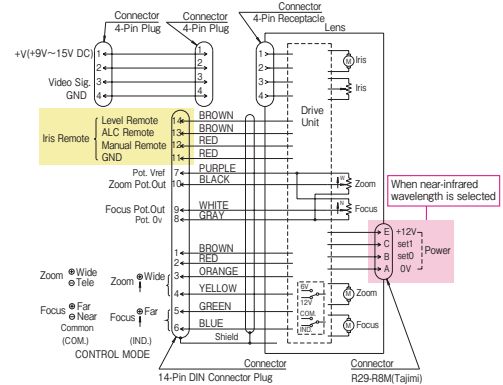 Connector
4-Pin Plug
Connector
4-Pin Plug
Connector
4-Pin Receptacle
Lens
+V(+9V~15V DC)
1
1
1
2
2
2
Video Sig.
3
3
3
GND
4
4
4
M
Iris
Iris
Drive
Unit
Iris Remote
Level Remote
14
BROWN
ALC Remote
13
BROWN
Manual Remote
12
RED
GND
11
RED
Pot. Vref
7
PURPLE
Zoom Pot.Out
10
BLACK
W
Zoom
Focus Pot.Out
9
WHITE
Pot. 0v
8
GRAY
N
Focus
When near-infrared
wavelength is selected
E
+12V
C
set1
B
set0
A
0V
Power
1
BROWN
2
RED
Zoom
⊕Wide
⊖Tele
Zoom
⊕Wide
3
ORANGE
4
YELLOW
Focus
⊕Far
⊖Near
Focus
⊕Far
5
GREEN
6
BLUE
6V
12V
COM.
IND.
M
Zoom
M
Focus
Common
(COM.)
(IND.)
CONTROL MODE
Shield
Connector
14-Pin DIN Connector Plug
Connector
R29-R8M(Tajimi)